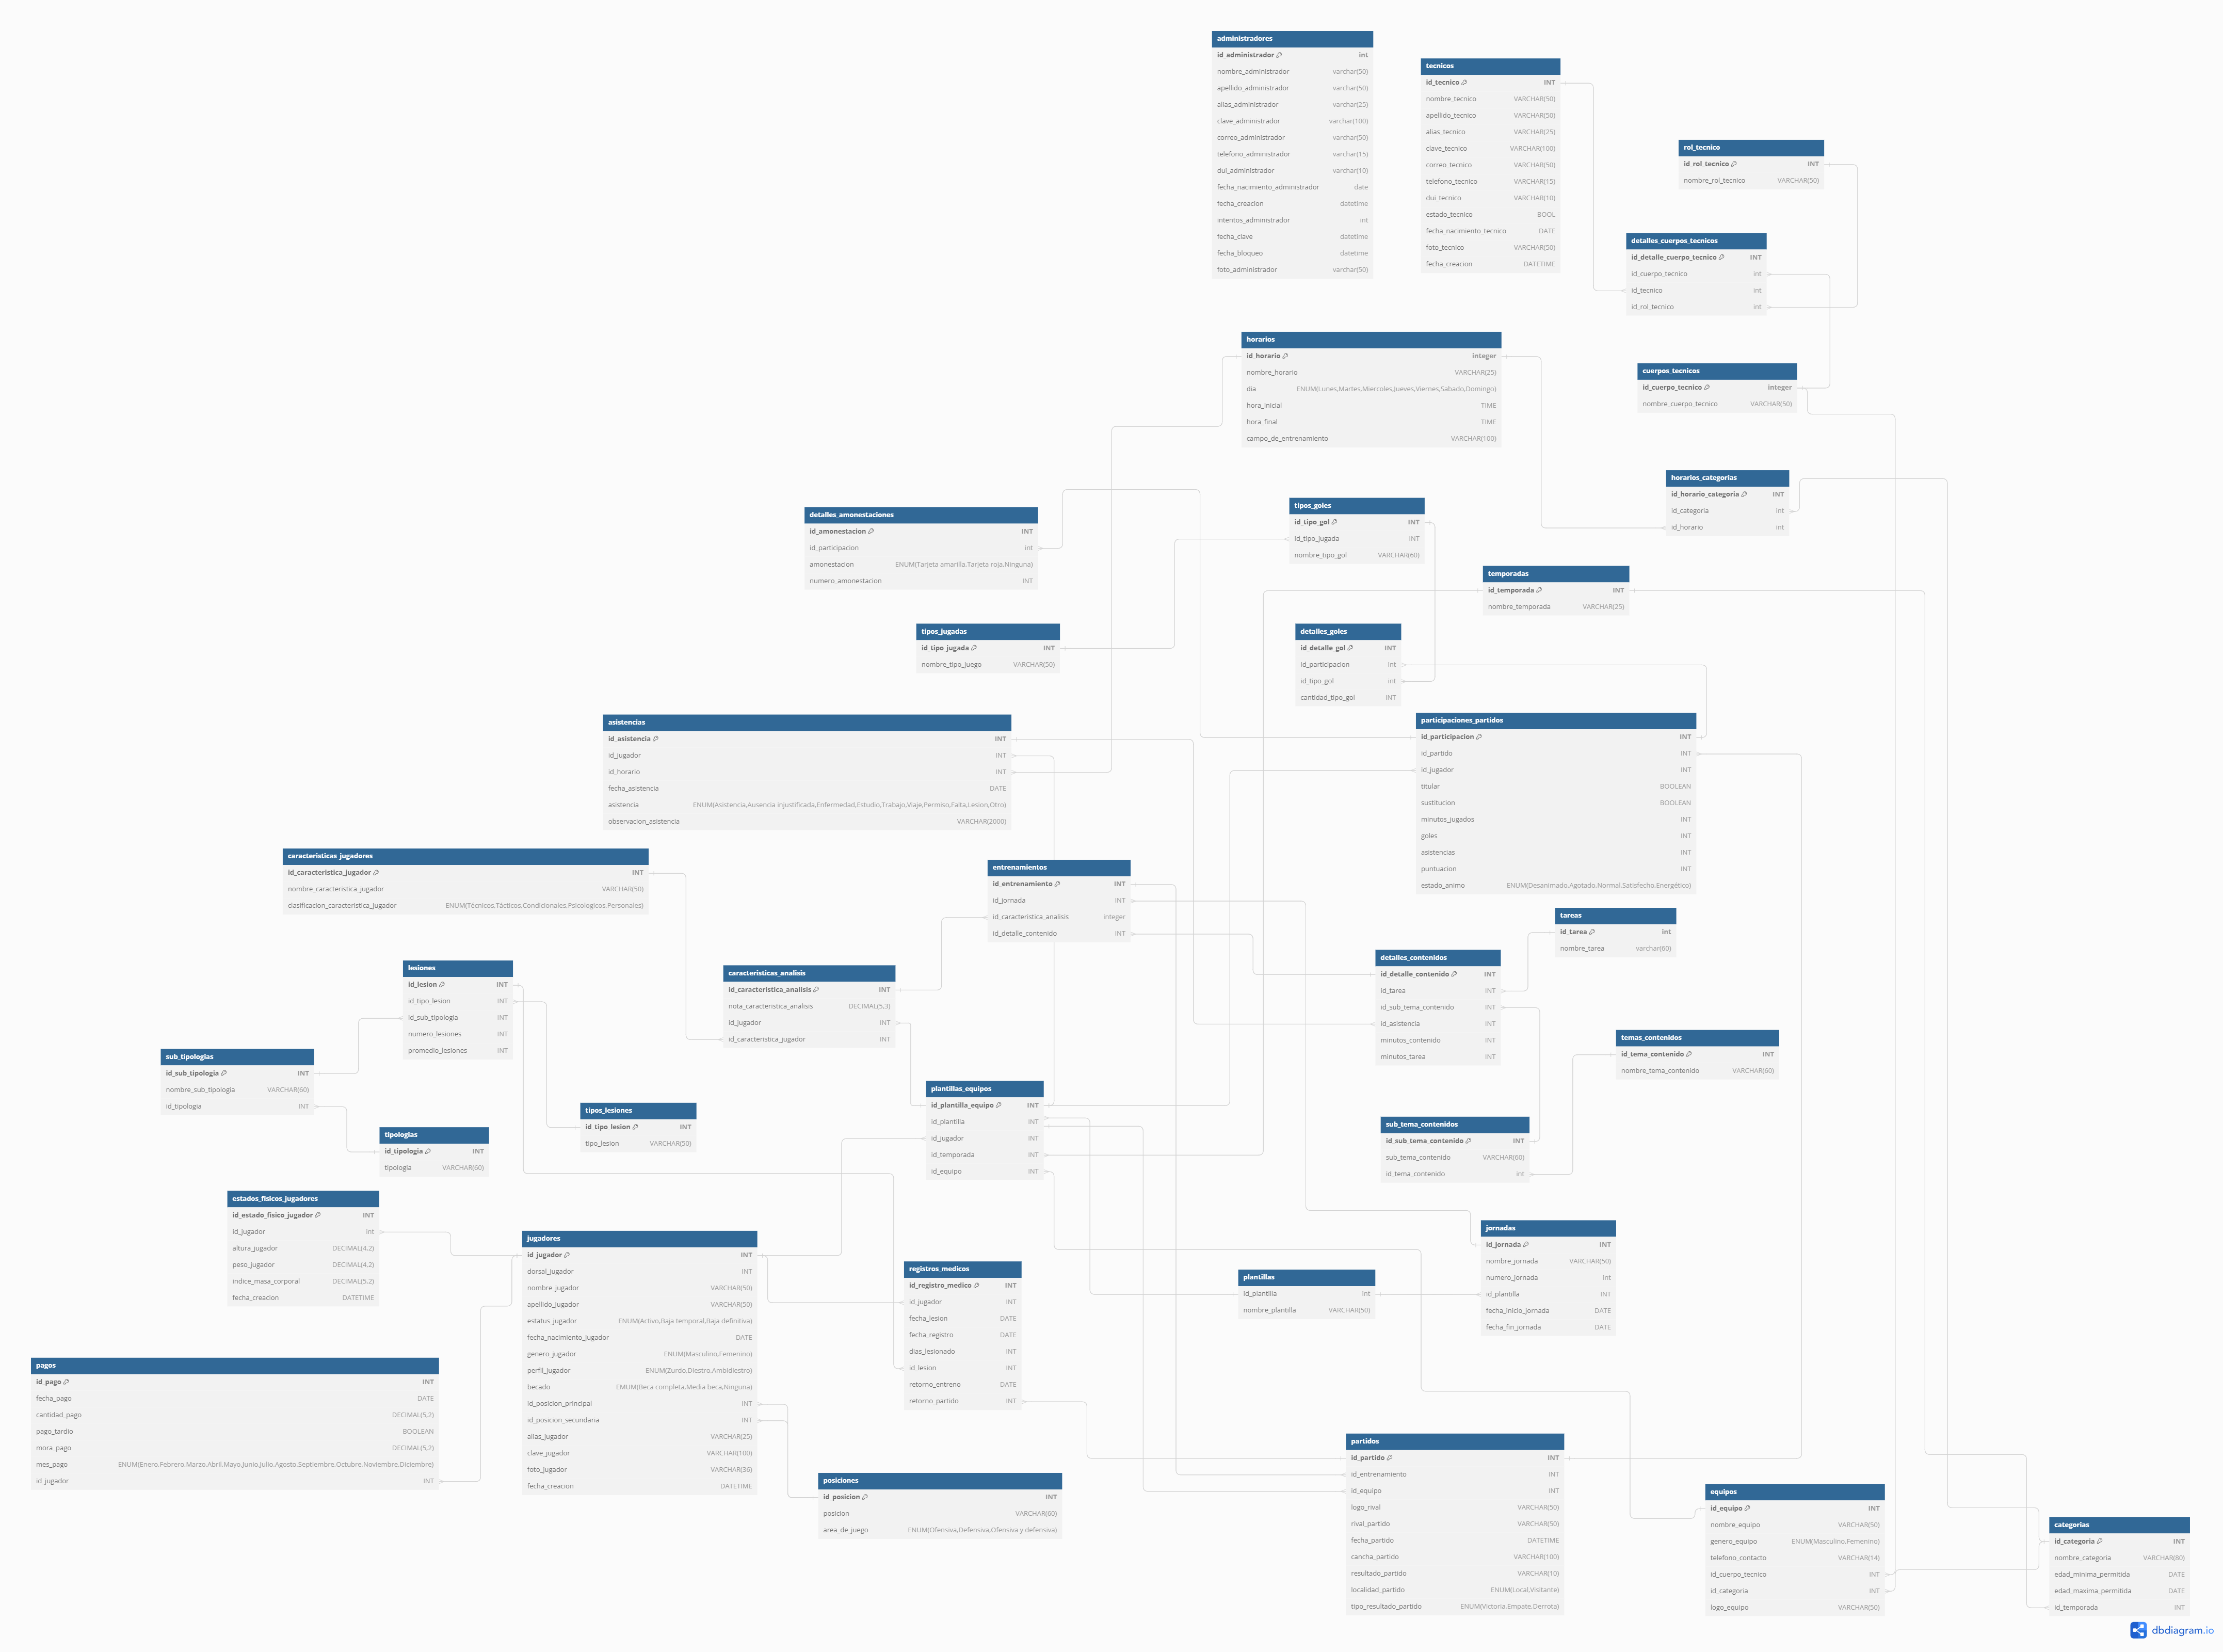 administradores
id_administrador int
nombre_administrador varchar(50)
apellido_administrador varchar(50)
alias_administrador varchar(25)
clave_administrador varchar(100)
correo_administrador varchar(50)
telefono_administrador varchar(15)
dui_administrador varchar(10)
fecha_nacimiento_administrador date
fecha_creacion datetime
intentos_administrador int
fecha_clave datetime
fecha_bloqueo datetime
foto_administrador varchar(50)
tecnicos
id_tecnico INT
nombre_tecnico VARCHAR(50)
apellido_tecnico VARCHAR(50)
alias_tecnico VARCHAR(25)
clave_tecnico VARCHAR(100)
correo_tecnico VARCHAR(50)
telefono_tecnico VARCHAR(15)
dui_tecnico VARCHAR(10)
estado_tecnico BOOL
fecha_nacimiento_tecnico DATE
foto_tecnico VARCHAR(50)
fecha_creacion DATETIME
rol_tecnico
id_rol_tecnico INT
nombre_rol_tecnico VARCHAR(50)
detalles_cuerpos_tecnicos
id_detalle_cuerpo_tecnico INT
id_cuerpo_tecnico int
id_tecnico int
id_rol_tecnico int
horarios
id_horario integer
nombre_horario VARCHAR(25)
dia ENUM(Lunes,Martes,Miercoles,Jueves,Viernes,Sabado,Domingo)
hora_inicial TIME
hora_final TIME
campo_de_entrenamiento VARCHAR(100)
cuerpos_tecnicos
id_cuerpo_tecnico integer
nombre_cuerpo_tecnico VARCHAR(50)
horarios_categorias
id_horario_categoria INT
id_categoria int
id_horario int
detalles_amonestaciones
id_amonestacion INT
id_participacion int
amonestacion ENUM(Tarjeta amarilla,Tarjeta roja,Ninguna)
numero_amonestacion INT
tipos_goles
id_tipo_gol INT
id_tipo_jugada INT
nombre_tipo_gol VARCHAR(60)
temporadas
id_temporada INT
nombre_temporada VARCHAR(25)
tipos_jugadas
id_tipo_jugada INT
nombre_tipo_juego VARCHAR(50)
detalles_goles
id_detalle_gol INT
id_participacion int
id_tipo_gol int
cantidad_tipo_gol INT
asistencias
id_asistencia INT
id_jugador INT
id_horario INT
fecha_asistencia DATE
asistencia ENUM(Asistencia,Ausencia injustificada,Enfermedad,Estudio,Trabajo,Viaje,Permiso,Falta,Lesion,Otro)
observacion_asistencia VARCHAR(2000)
participaciones_partidos
id_participacion INT
id_partido INT
id_jugador INT
titular BOOLEAN
sustitucion BOOLEAN
minutos_jugados INT
goles INT
asistencias INT
puntuacion INT
estado_animo ENUM(Desanimado,Agotado,Normal,Satisfecho,Energético)
caracteristicas_jugadores
id_caracteristica_jugador INT
nombre_caracteristica_jugador VARCHAR(50)
clasificacion_caracteristica_jugador ENUM(Técnicos,Tácticos,Condicionales,Psicologicos,Personales)
entrenamientos
id_entrenamiento INT
id_jornada INT
id_caracteristica_analisis integer
id_detalle_contenido INT
tareas
id_tarea int
nombre_tarea varchar(60)
detalles_contenidos
id_detalle_contenido INT
id_tarea INT
id_sub_tema_contenido INT
id_asistencia INT
minutos_contenido INT
minutos_tarea INT
lesiones
id_lesion INT
id_tipo_lesion INT
id_sub_tipologia INT
numero_lesiones INT
promedio_lesiones INT
caracteristicas_analisis
id_caracteristica_analisis INT
nota_caracteristica_analisis DECIMAL(5,3)
id_jugador INT
id_caracteristica_jugador INT
temas_contenidos
id_tema_contenido INT
nombre_tema_contenido VARCHAR(60)
sub_tipologias
id_sub_tipologia INT
nombre_sub_tipologia VARCHAR(60)
id_tipologia INT
plantillas_equipos
id_plantilla_equipo INT
id_plantilla INT
id_jugador INT
id_temporada INT
id_equipo INT
tipos_lesiones
id_tipo_lesion INT
tipo_lesion VARCHAR(50)
sub_tema_contenidos
id_sub_tema_contenido INT
sub_tema_contenido VARCHAR(60)
id_tema_contenido int
tipologias
id_tipologia INT
tipologia VARCHAR(60)
estados_fisicos_jugadores
id_estado_fisico_jugador INT
id_jugador int
altura_jugador DECIMAL(4,2)
peso_jugador DECIMAL(4,2)
indice_masa_corporal DECIMAL(5,2)
fecha_creacion DATETIME
jugadores
id_jugador INT
dorsal_jugador INT
nombre_jugador VARCHAR(50)
apellido_jugador VARCHAR(50)
estatus_jugador ENUM(Activo,Baja temporal,Baja definitiva)
fecha_nacimiento_jugador DATE
genero_jugador ENUM(Masculino,Femenino)
perfil_jugador ENUM(Zurdo,Diestro,Ambidiestro)
becado EMUM(Beca completa,Media beca,Ninguna)
id_posicion_principal INT
id_posicion_secundaria INT
alias_jugador VARCHAR(25)
clave_jugador VARCHAR(100)
foto_jugador VARCHAR(36)
fecha_creacion DATETIME
registros_medicos
id_registro_medico INT
id_jugador INT
fecha_lesion DATE
fecha_registro DATE
dias_lesionado INT
id_lesion INT
retorno_entreno DATE
retorno_partido INT
plantillas
id_plantilla int
nombre_plantilla VARCHAR(50)
jornadas
id_jornada INT
nombre_jornada VARCHAR(50)
numero_jornada int
id_plantilla INT
fecha_inicio_jornada DATE
fecha_fin_jornada DATE
pagos
id_pago INT
fecha_pago DATE
cantidad_pago DECIMAL(5,2)
pago_tardio BOOLEAN
mora_pago DECIMAL(5,2)
mes_pago ENUM(Enero,Febrero,Marzo,Abril,Mayo,Junio,Julio,Agosto,Septiembre,Octubre,Noviembre,Diciembre)
id_jugador INT
posiciones
id_posicion INT
posicion VARCHAR(60)
area_de_juego ENUM(Ofensiva,Defensiva,Ofensiva y defensiva)
partidos
id_partido INT
id_entrenamiento INT
id_equipo INT
logo_rival VARCHAR(50)
rival_partido VARCHAR(50)
fecha_partido DATETIME
cancha_partido VARCHAR(100)
resultado_partido VARCHAR(10)
localidad_partido ENUM(Local,Visitante)
tipo_resultado_partido ENUM(Victoria,Empate,Derrota)
equipos
id_equipo INT
nombre_equipo VARCHAR(50)
genero_equipo ENUM(Masculino,Femenino)
telefono_contacto VARCHAR(14)
id_cuerpo_tecnico INT
id_categoria INT
logo_equipo VARCHAR(50)
categorias
id_categoria INT
nombre_categoria VARCHAR(80)
edad_minima_permitida DATE
edad_maxima_permitida DATE
id_temporada INT
dbdiagram.io